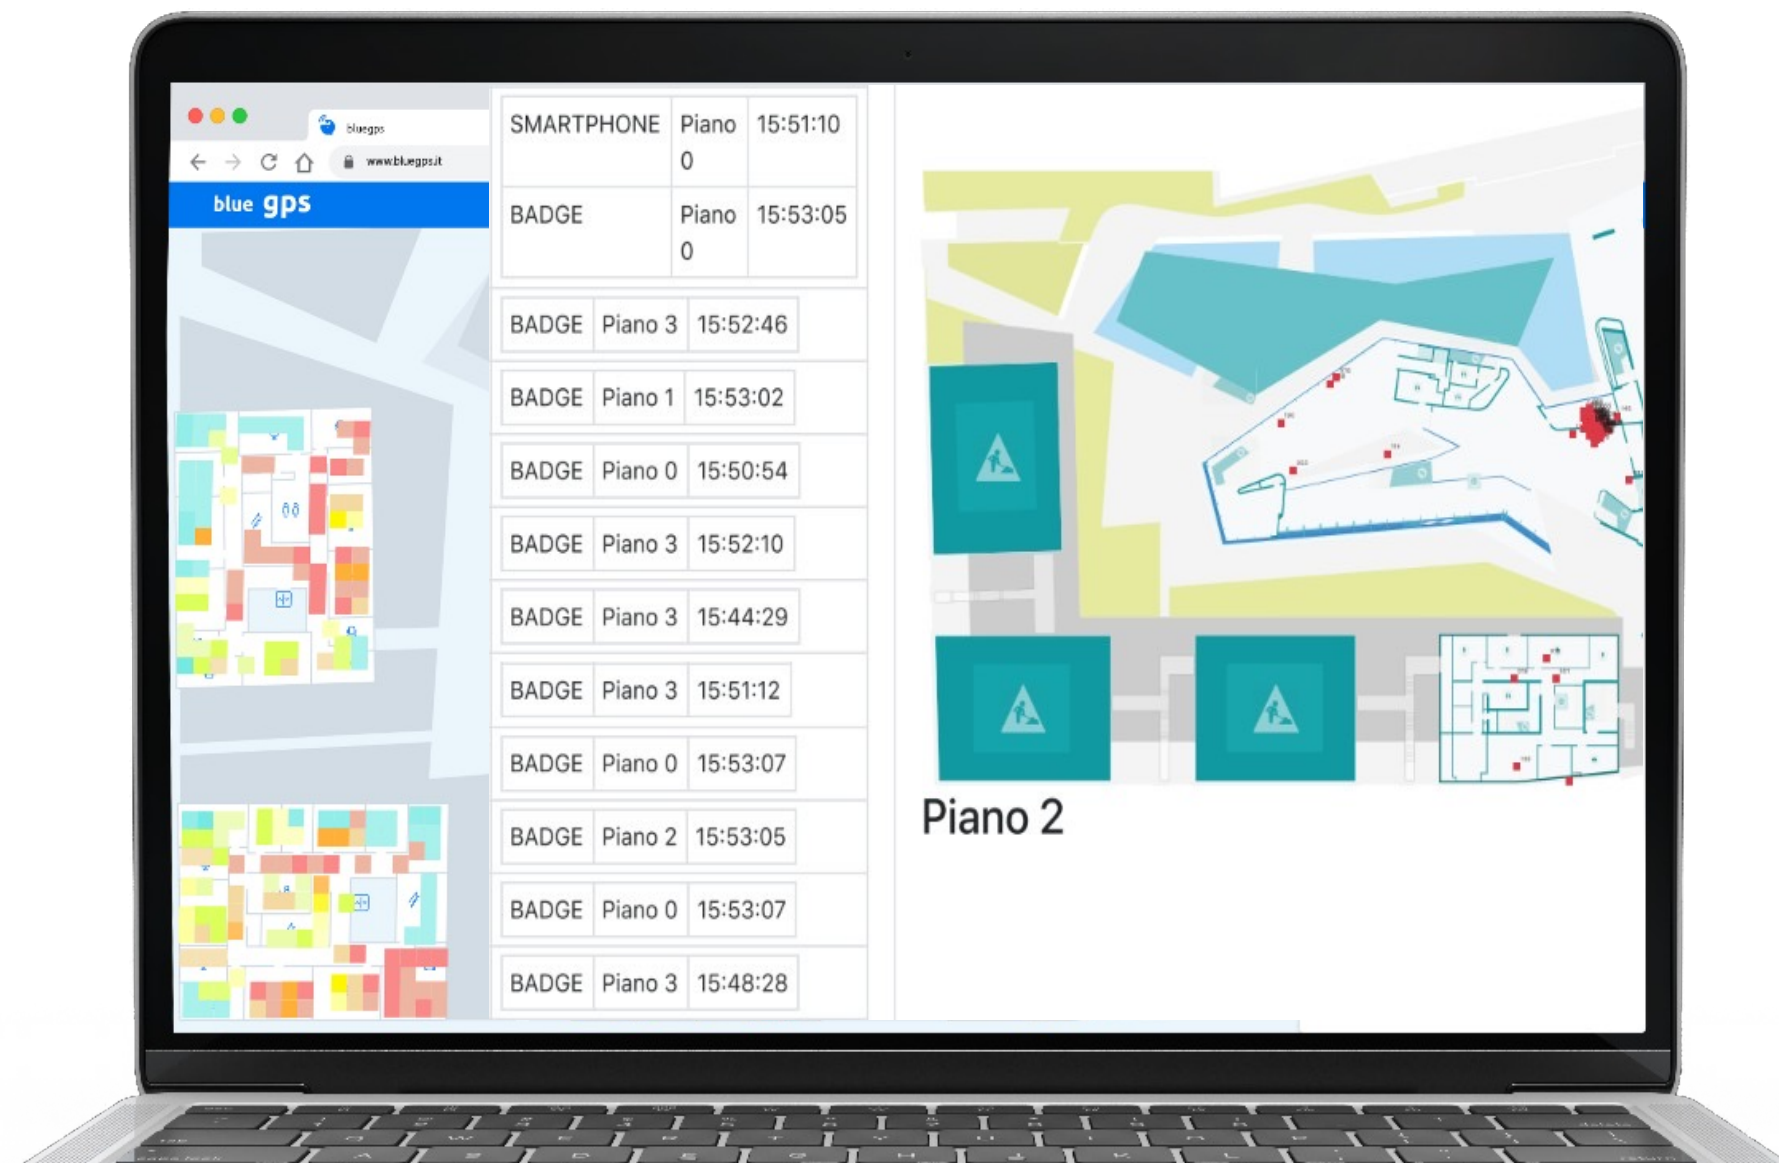 bluegps
www.bluegps.it
blue gps
SMARTPHONE Piano 0 15:51:10
BADGE Piano 0 15:53:05
BADGE Piano 3 15:52:46
BADGE Piano 1 15:53:02
BADGE Piano 0 15:50:54
BADGE Piano 3 15:52:10
BADGE Piano 3 15:44:29
BADGE Piano 3 15:51:12
BADGE Piano 0 15:53:07
BADGE Piano 2 15:53:05
BADGE Piano 0 15:53:07
BADGE Piano 3 15:48:28
Piano 2